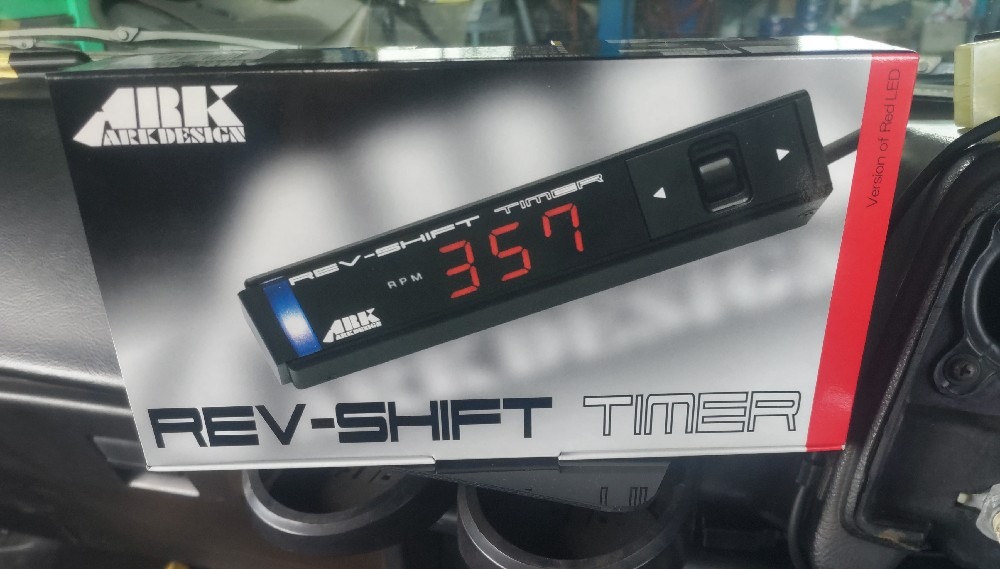 ARK
ARKDESIGN
Version of Red LED
REV-SHIFT TIMER
RPM
357
ARK
ARKDESIGN
REV-SHIFT TIMER